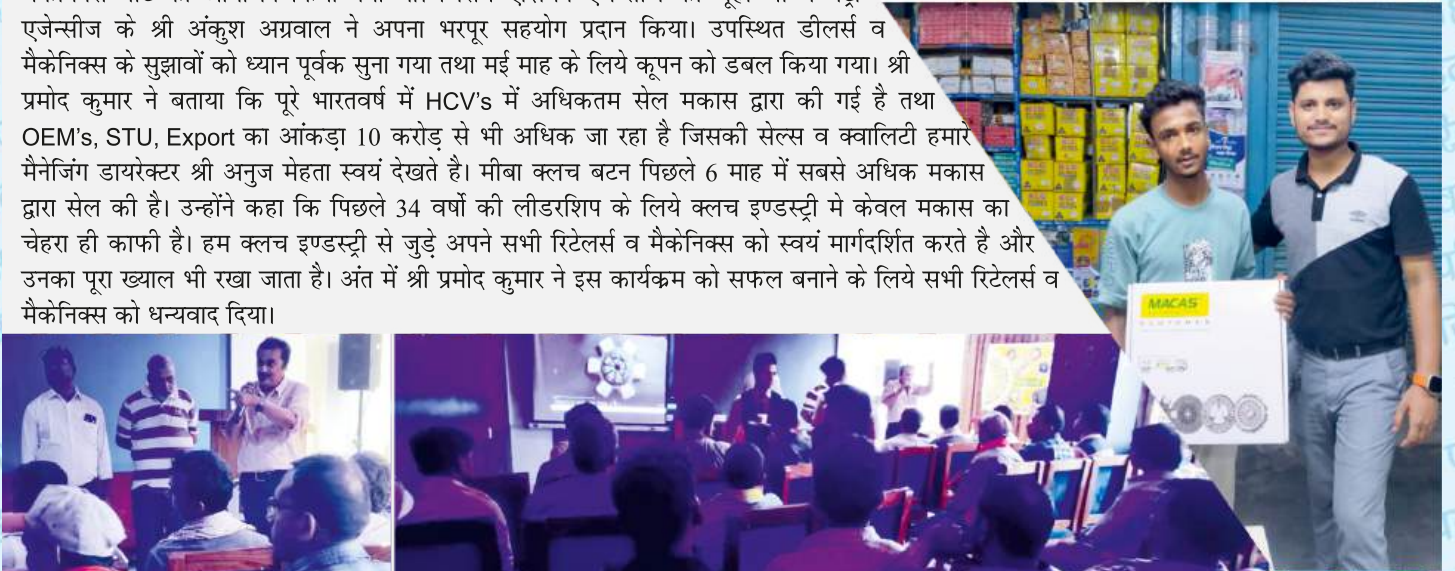 एजेन्सीज के श्री अंकुश अग्रवाल ने अपना भरपूर सहयोग प्रदान किया। उपस्थित डीलर्स व
मैकेनिक्स के सुझावों को ध्यान पूर्वक सुना गया तथा मई माह के लिये कूपन को डबल किया गया। श्री
प्रमोद कुमार ने बताया कि पूरे भारतवर्ष में HCV's में अधिकतम सेल मकास द्वारा की गई है तथा
OEM's, STU, Export का आंकड़ा 10 करोड़ से भी अधिक जा रहा है जिसकी सेल्स व क्वालिटी हमारे
मैनेजिंग डायरेक्टर श्री अनुज मेहता स्वयं देखते है। मीबा क्लच बटन पिछले 6 माह में सबसे अधिक मकास
द्वारा सेल की है। उन्होंने कहा कि पिछले 34 वर्षो की लीडरशिप के लिये क्लच इण्डस्ट्री मे केवल मकास का
चेहरा ही काफी है। हम क्लच इण्डस्ट्री से जुड़े अपने सभी रिटेलर्स व मैकेनिक्स को स्वयं मार्गदर्शित करते है और
उनका पूरा ख्याल भी रखा जाता है। अंत में श्री प्रमोद कुमार ने इस कार्यक्रम को सफल बनाने के लिये सभी रिटेलर्स व
मैकेनिक्स को धन्यवाद दिया।
MACAS
CLUTCHES